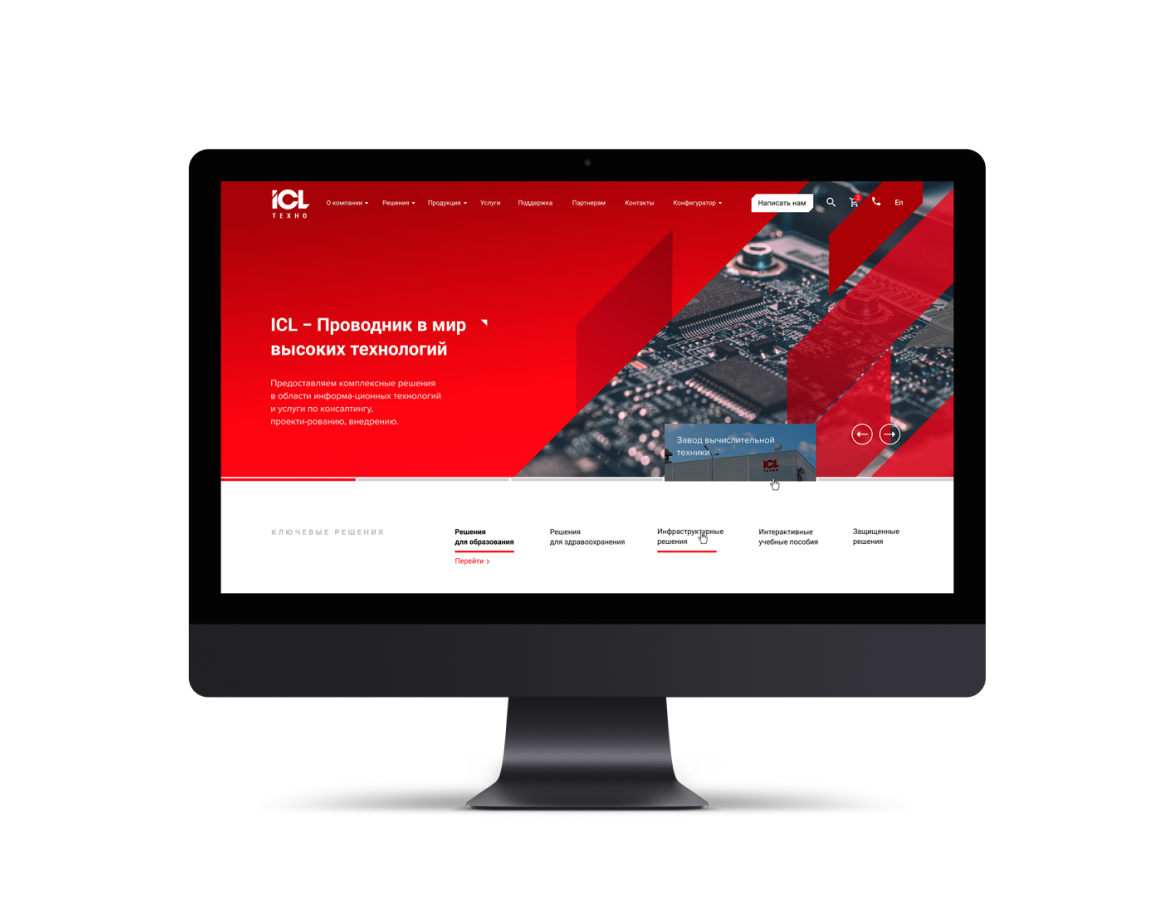 ICL
ТЕХНО
О компании
Решения
Продукция
Услуги
Поддержка
Партнерам
Контакты
Конфигуратор
Написать нам
2
En
ICL – Проводник в мир
высоких технологий
Предоставляем комплексные решения
в области информа-ционных технологий
и услуги по консалтингу,
проекти-рованию, внедрению.
Завод вычислительной
техники
ICL
ТЕХНО
КЛЮЧЕВЫЕ РЕШЕНИЯ
Решения
для образования
Перейти >
Решения
для здравоохранения
Инфраструктурные
решения
Интерактивные
учебные пособия
Защищенные
решения